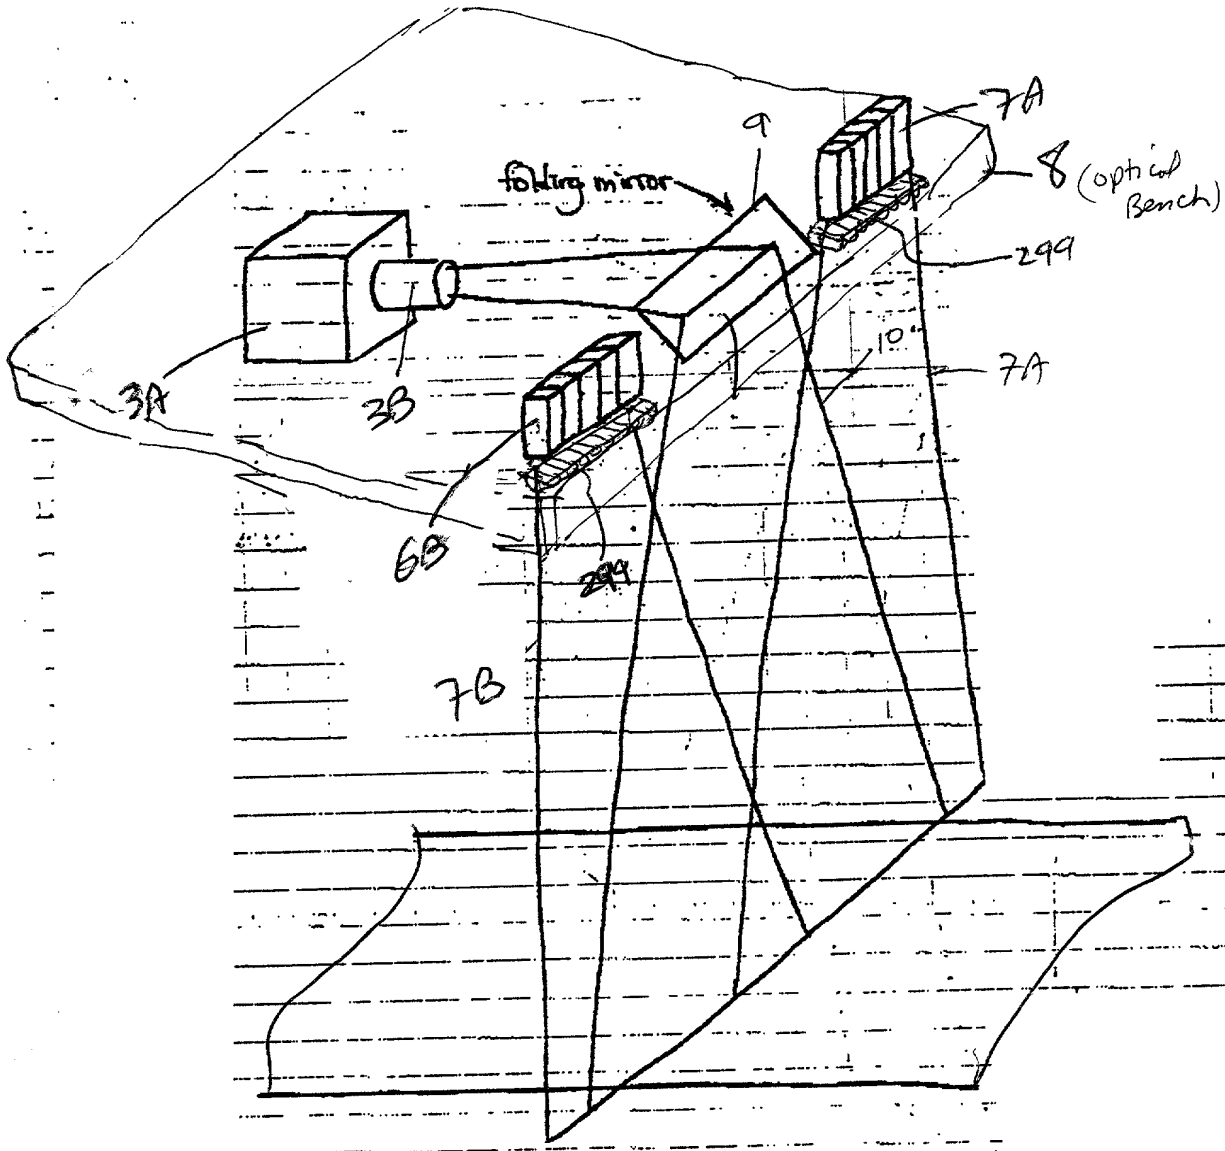 7A
9
folding mirror
8 (optical
Bench)
299
10'
7A
3A
3B
6B
299
7B